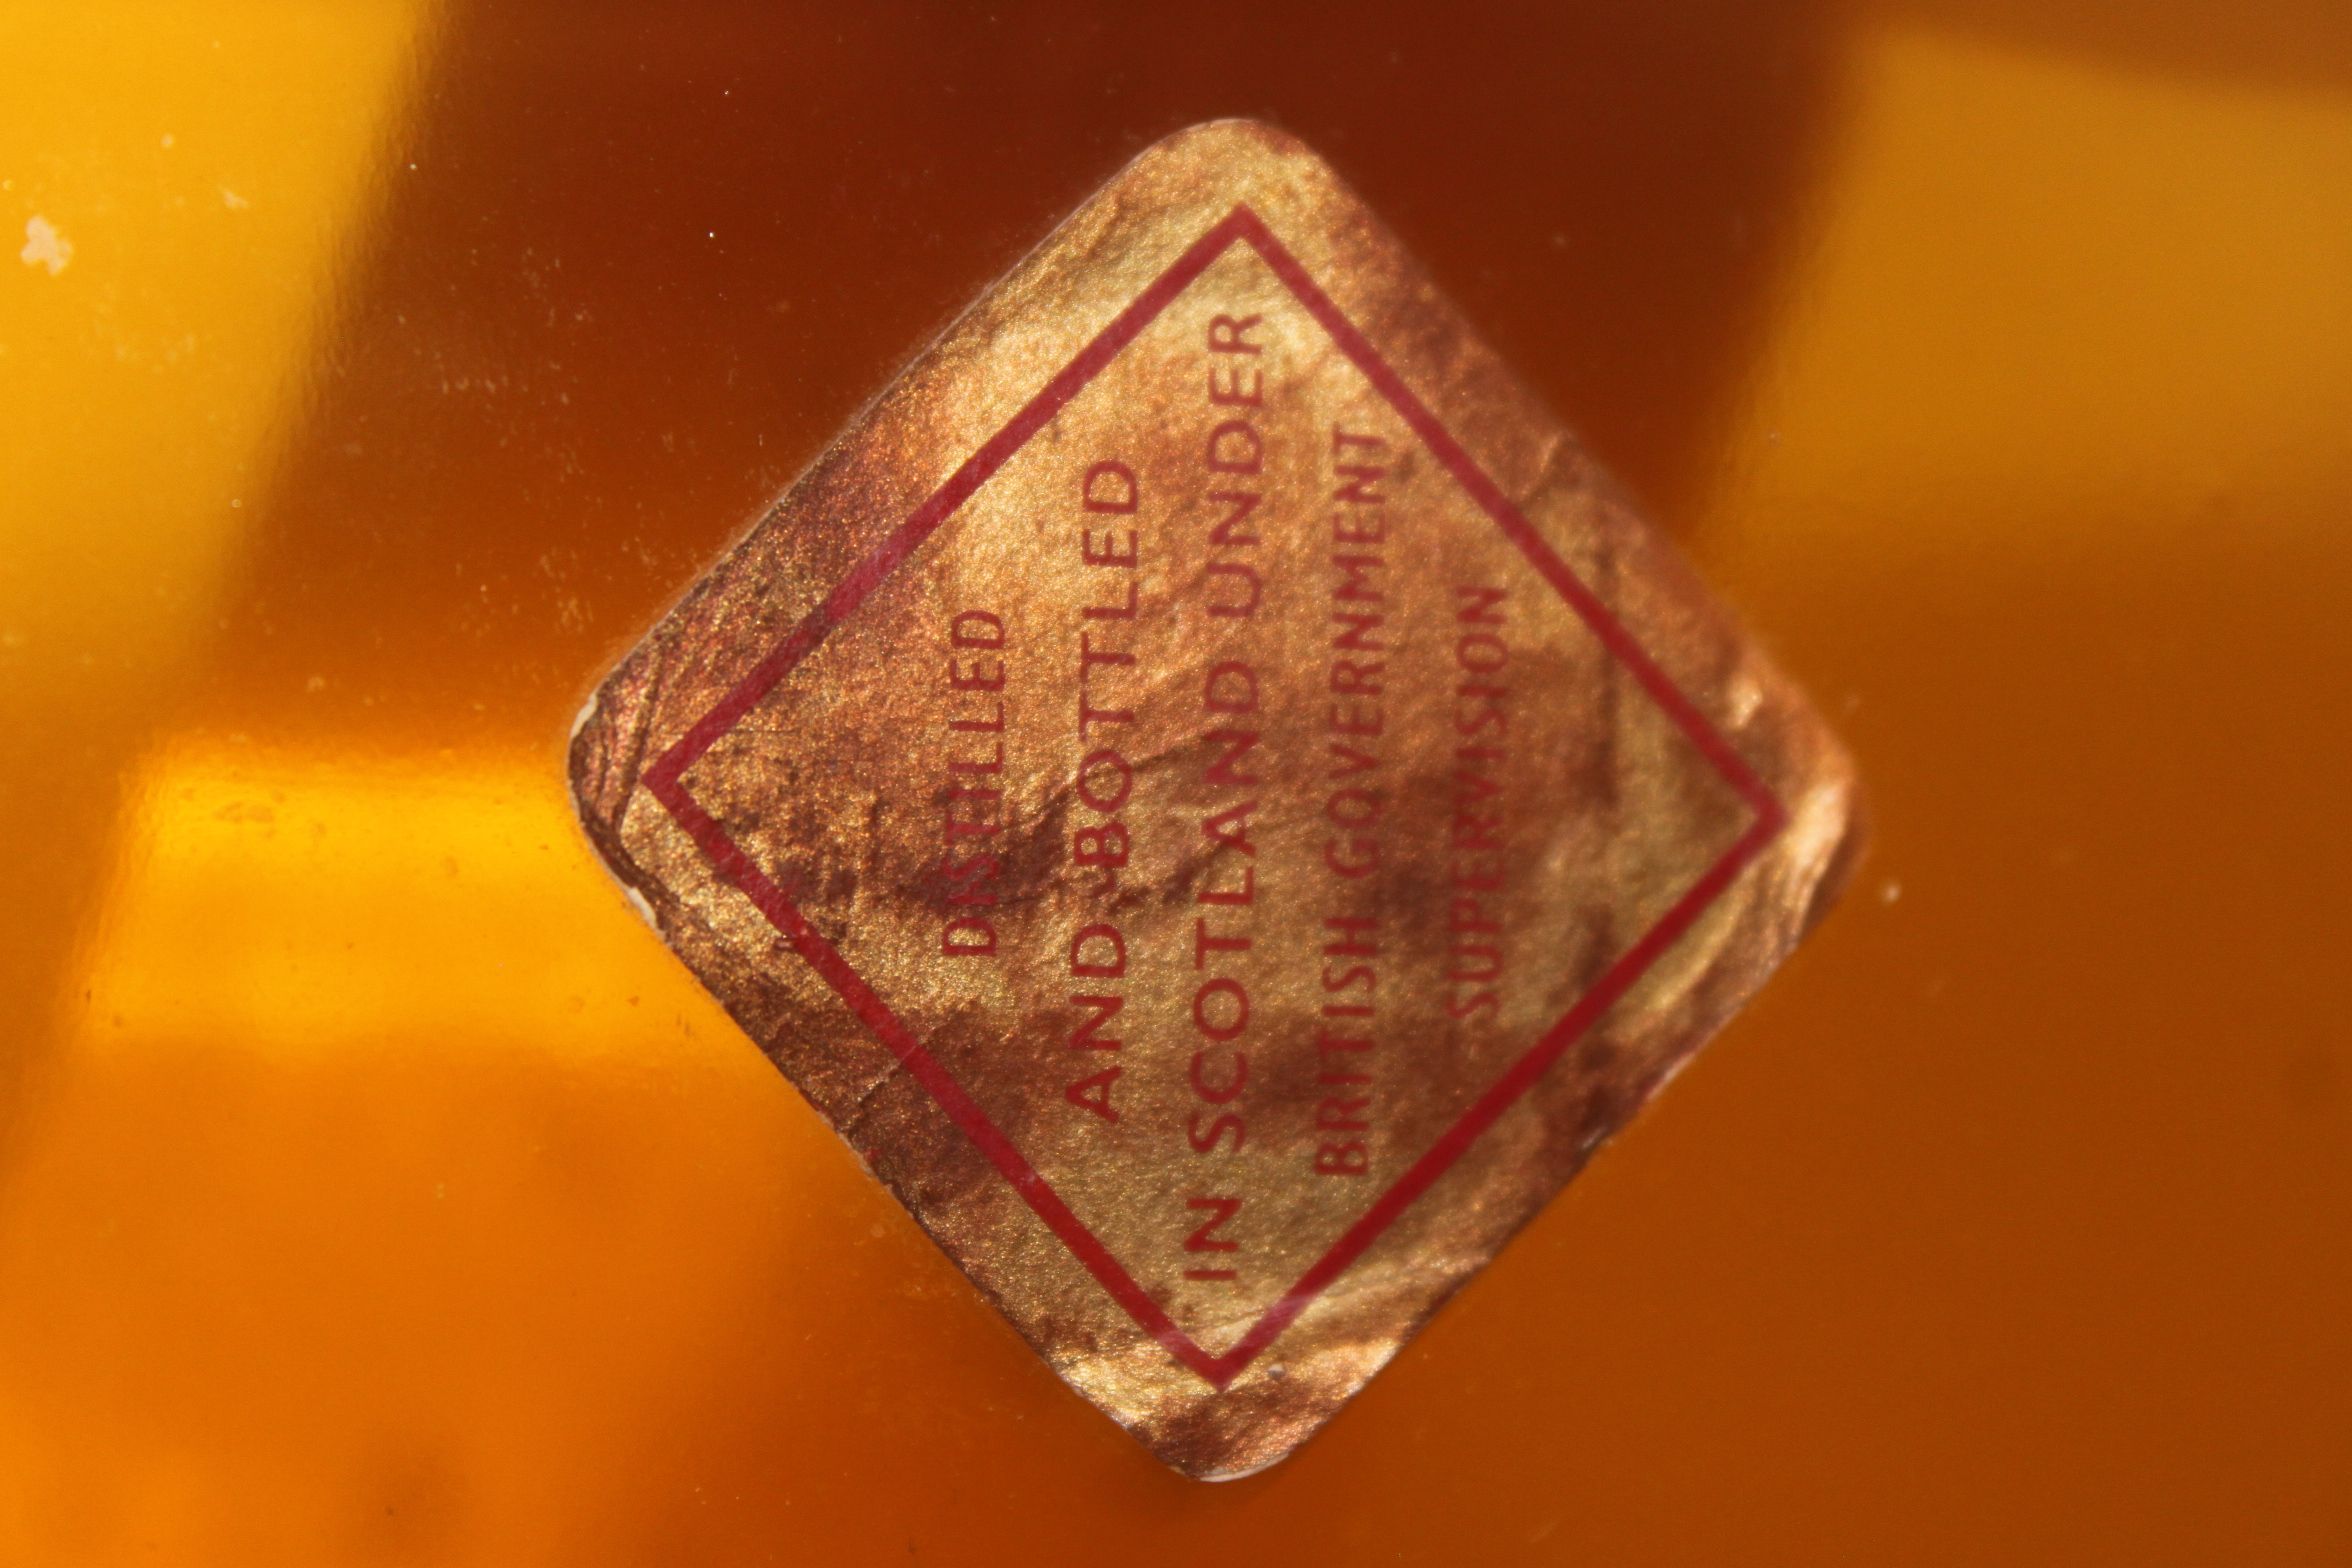 DISTILLED
AND BOTTLED
IN SCOTLAND UNDER
BRITISH GOVERNMENT
SUPERVISION